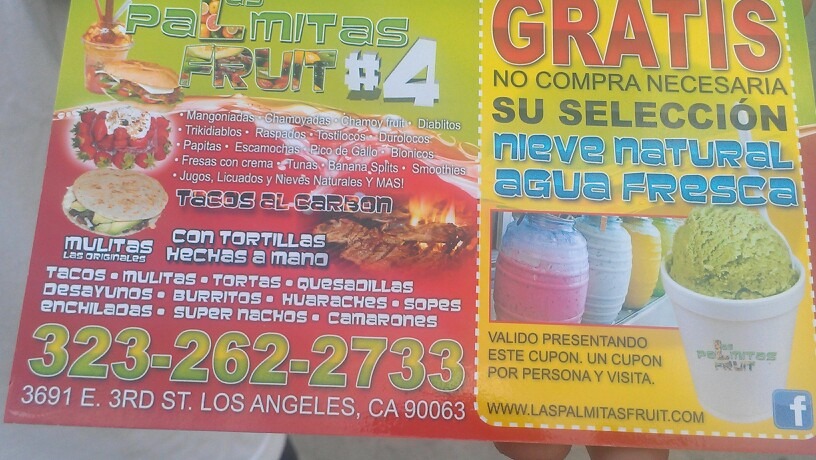 Las
PALMITAS
FRUIT #4
• Mangoniadas • Chamoyadas • Chamoy fruit • Diablitos
• Trikidiablos • Raspados • Tostilocos • Durolocos
• Papitas • Escamochas • Pico de Gallo • Bionicos
• Fresas con crema • Tunas • Banana Splits • Smoothies
• Jugos, Licuados y Nieves Naturales Y MAS!
TACOS AL CARBON
MULITAS
LAS ORIGINALES
CON TORTILLAS
HECHAS A MANO
TACOS • MULITAS • TORTAS • QUESADILLAS
DESAYUNOS • BURRITOS • HUARACHES • SOPES
ENCHILADAS • SUPER NACHOS • CAMARONES
323-262-2733
3691 E. 3RD ST. LOS ANGELES, CA 90063
GRATIS
NO COMPRA NECESARIA
SU SELECCIÓN
NIEVE NATURAL
AGUA FRESCA
Las
PALMITAS
FRUIT
VALIDO PRESENTANDO
ESTE CUPON. UN CUPON
POR PERSONA Y VISITA.
WWW.LASPALMITASFRUIT.COM
f